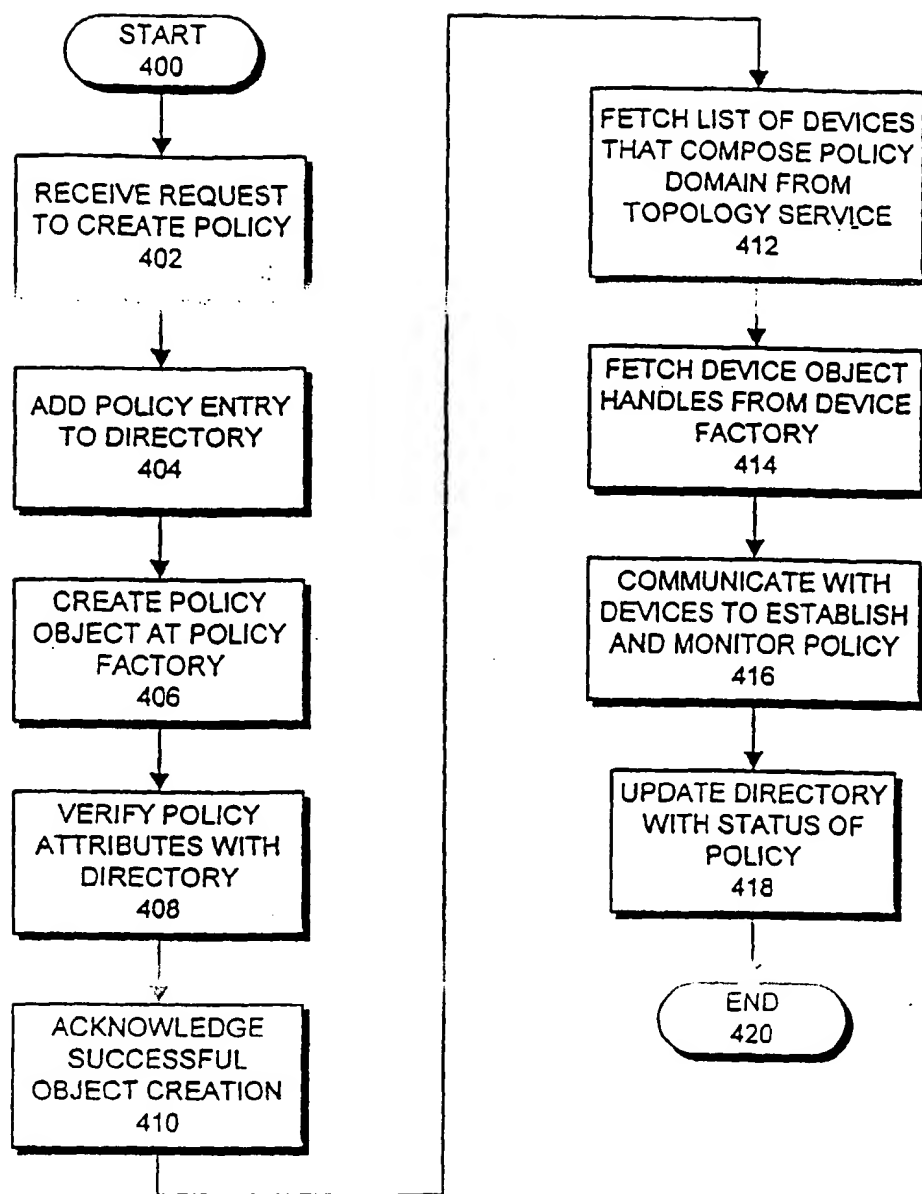 START
400
RECEIVE REQUEST
TO CREATE POLICY
402
ADD POLICY ENTRY
TO DIRECTORY
404
CREATE POLICY
OBJECT AT POLICY
FACTORY
406
VERIFY POLICY
ATTRIBUTES WITH
DIRECTORY
408
ACKNOWLEDGE
SUCCESSFUL
OBJECT CREATION
410
FETCH LIST OF DEVICES
THAT COMPOSE POLICY
DOMAIN FROM
TOPOLOGY SERVICE
412
FETCH DEVICE OBJECT
HANDLES FROM DEVICE
FACTORY
414
COMMUNICATE WITH
DEVICES TO ESTABLISH
AND MONITOR POLICY
416
UPDATE DIRECTORY
WITH STATUS OF
POLICY
418
END
420